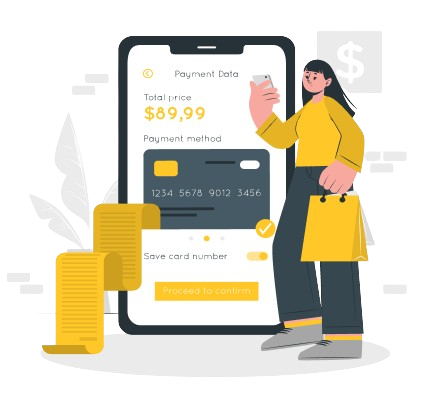 $
Payment Data
Total price
$89,99
Payment method
1234 5678 9012 3456
Save card number
Proceed to confirm